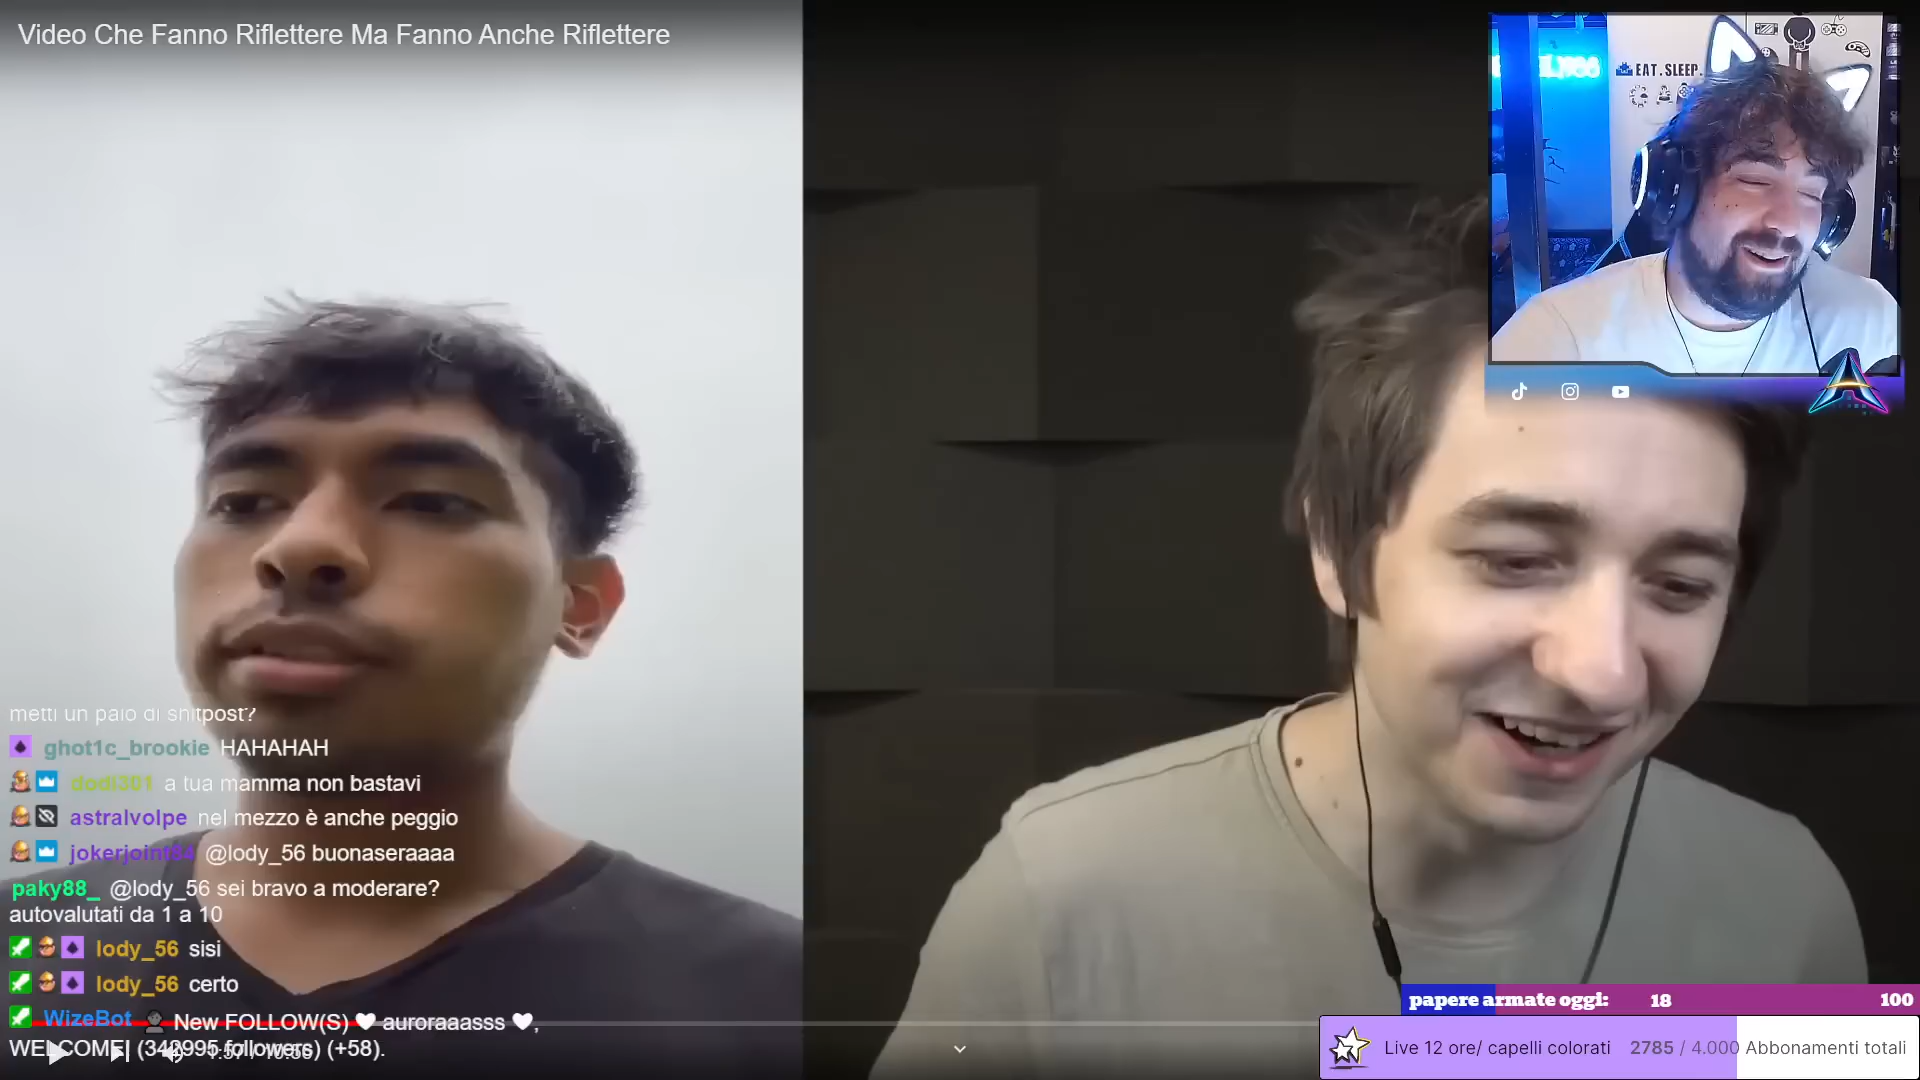 Video Che Fanno Riflettere Ma Fanno Anche Riflettere
EAT.SLEEP.
metti un paio di shitpost?
ghot1c_brookie HAHAHAH
dodi301 a tua mamma non bastavi
astralvolpe nel mezzo è anche peggio
jokerjoint84 @lody_56 buonaseraaaa
paky88_ @lody_56 sei bravo a moderare?
autovalutati da 1 a 10
lody_56 sisi
lody_56 certo
WizeBot New FOLLOW(S) auroraaasss ,
WELCOME! (342995 followers) (+58).
papere armate oggi: 18 100
Live 12 ore/ capelli colorati 2785 / 4.000 Abbonamenti totali